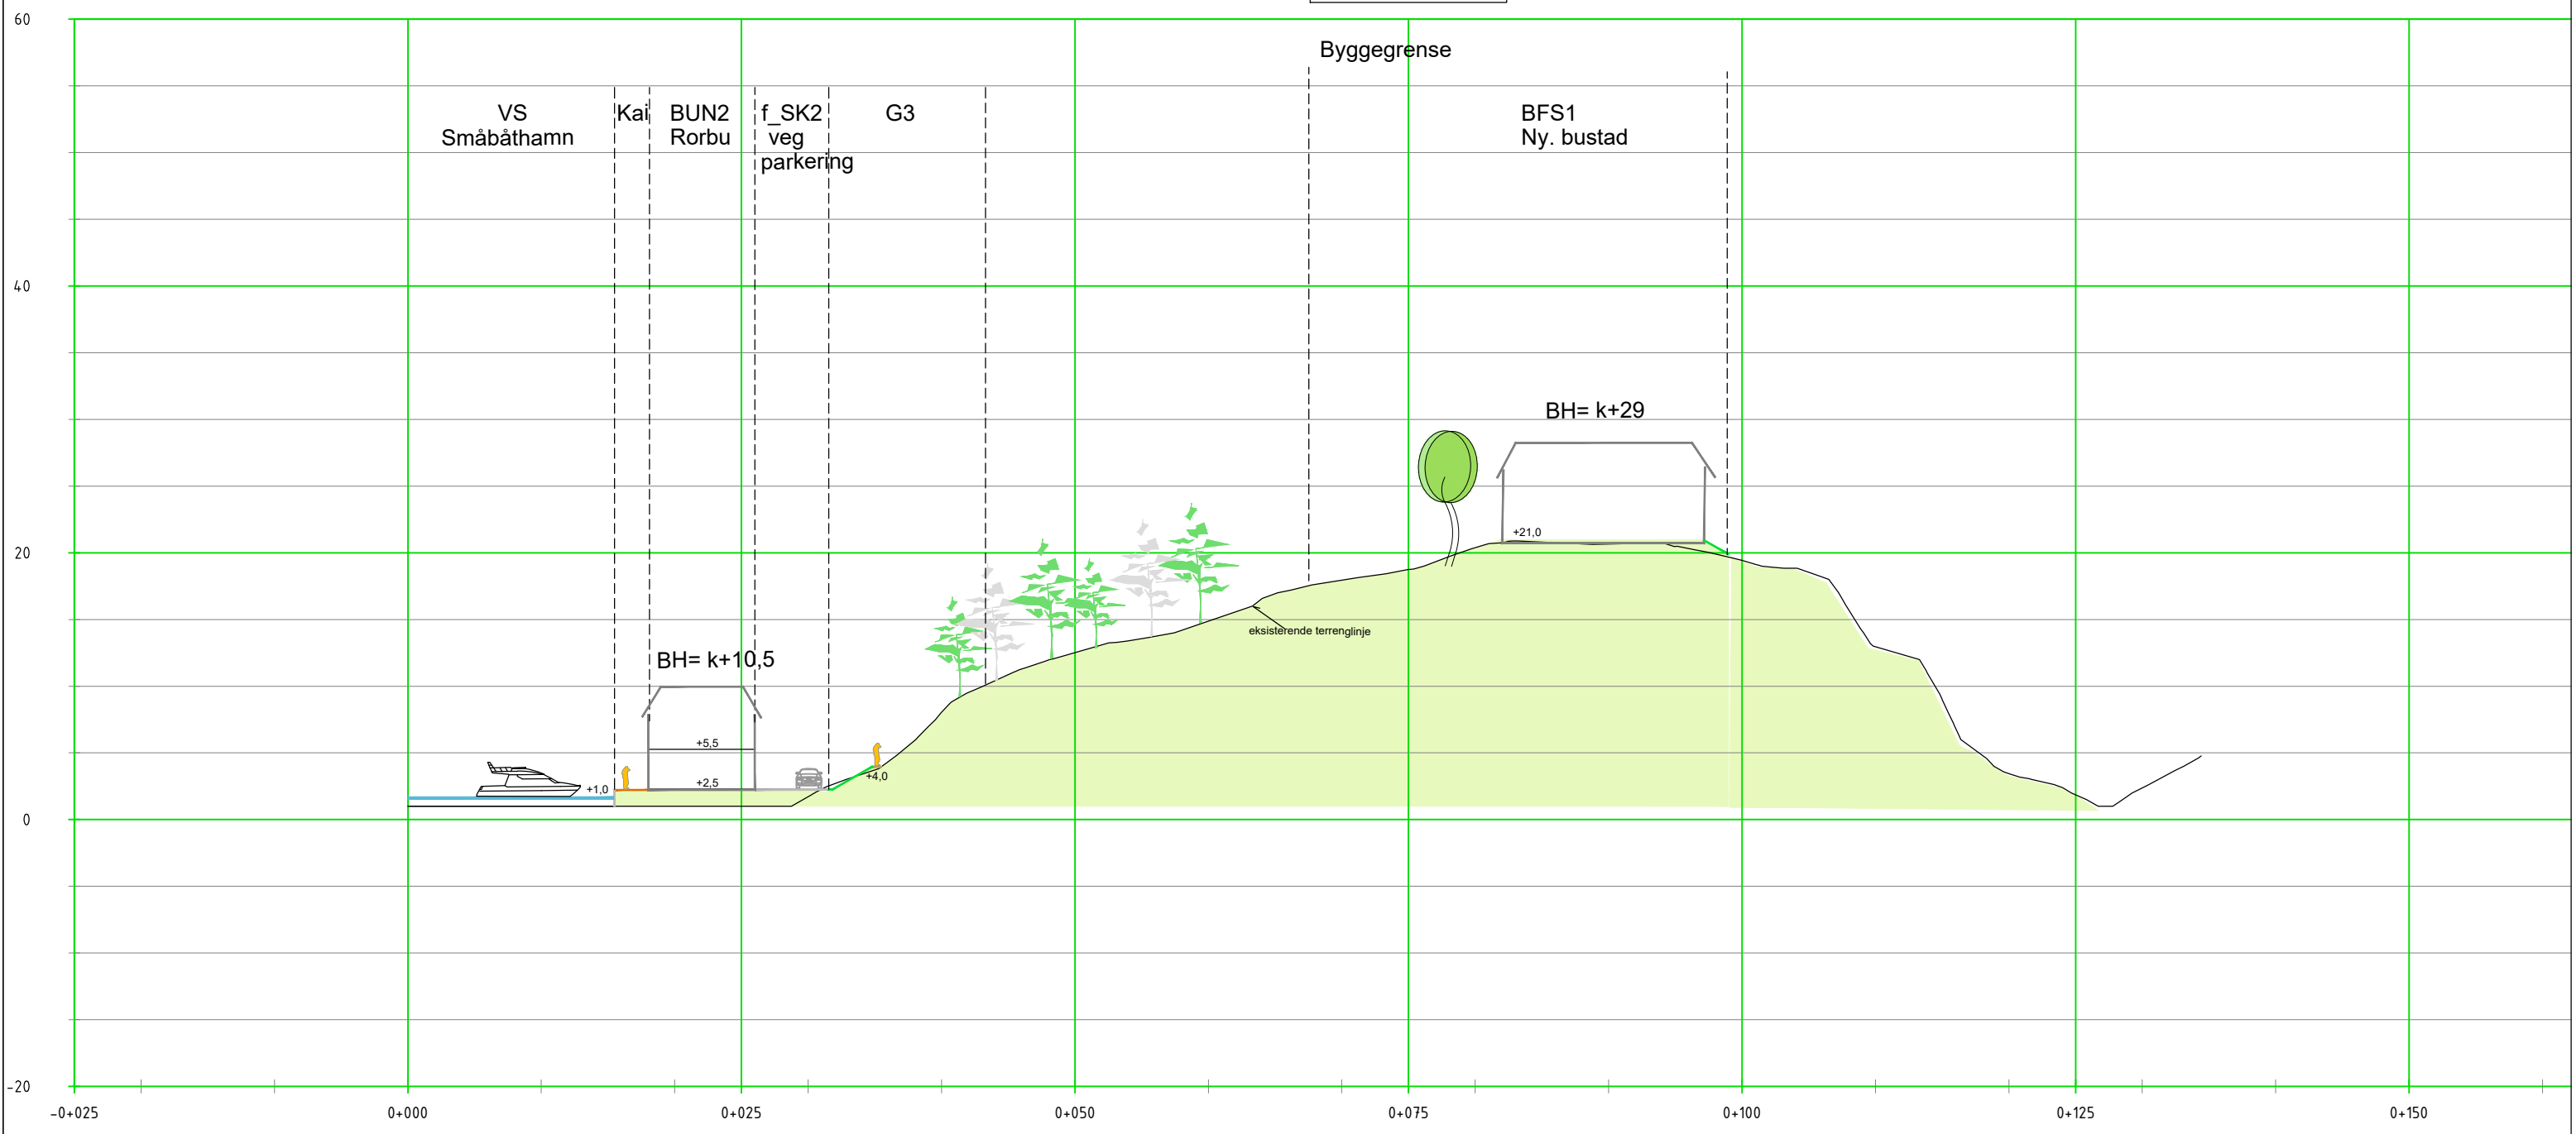 60
Byggegrense
VS
Småbåthamn
Kai
BUN2
Rorbu
f_SK2
veg
parkering
G3
BFS1
Ny. bustad
40
BH= k+29
20
+21,0
eksisterende terrenglinje
BH= k+10,5
+5,5
+2,5
+1,0
+4,0
0
-20
-0+025
0+000
0+025
0+050
0+075
0+100
0+125
0+150